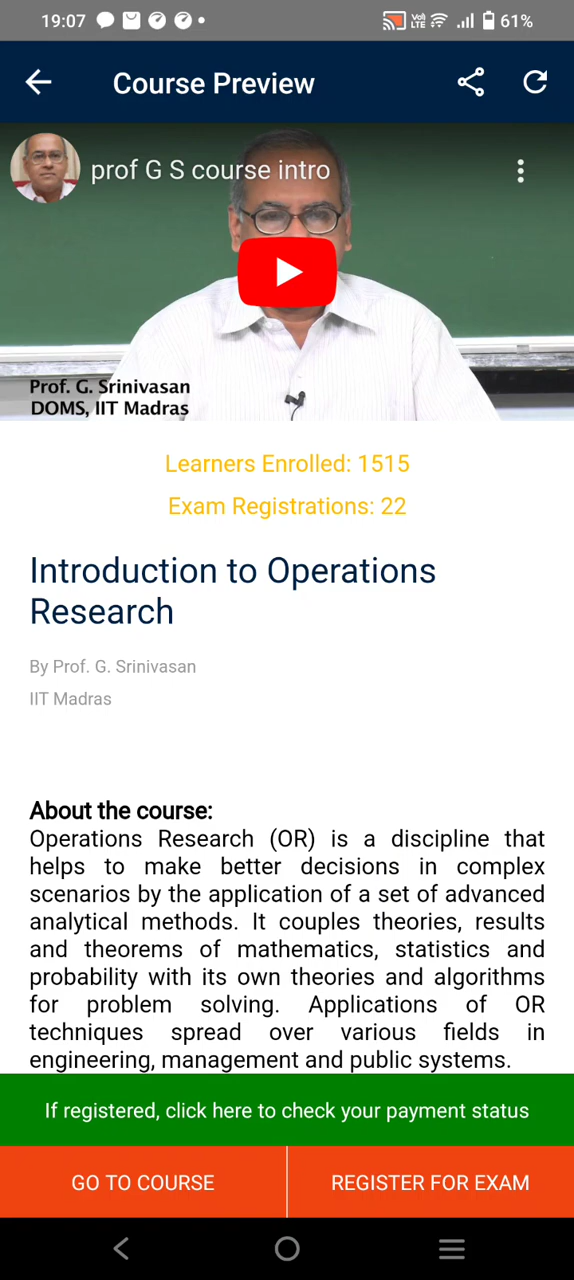 19:07
Vo) LTE
61%
Course Preview
prof G S course intro
Prof. G. Srinivasan
DOMS, IIT Madras
Learners Enrolled: 1515
Exam Registrations: 22
Introduction to Operations
Research
By Prof. G. Srinivasan
IIT Madras
About the course:
Operations Research (OR) is a discipline that
helps to make better decisions in complex
scenarios by the application of a set of advanced
analytical methods. It couples theories, results
and theorems of mathematics, statistics and
probability with its own theories and algorithms
for problem solving. Applications of OR
techniques spread over various fields in
engineering, management and public systems.
If registered, click here to check your payment status
GO TO COURSE
REGISTER FOR EXAM